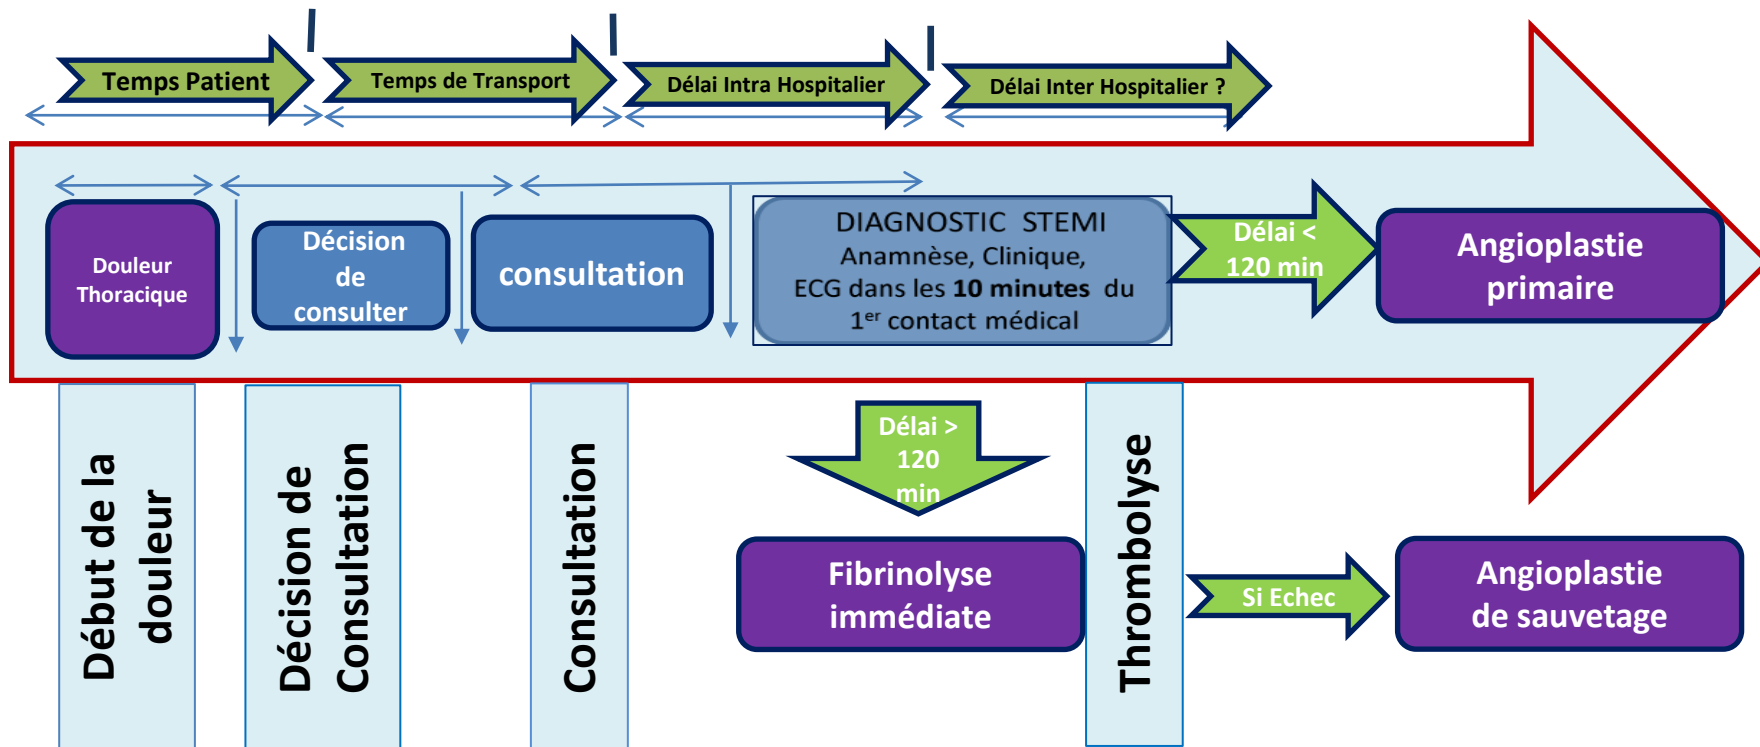 Temps Patient
Temps de Transport
Délai Intra Hospitalier
Délai Inter Hospitalier ?
Douleur
Thoracique
Décision
de
consulter
consultation
DIAGNOSTIC STEMI
Anamnèse, Clinique,
ECG dans les 10 minutes du
1er contact médical
Délai <
120 min
Angioplastie
primaire
Début de la
douleur
Décision de
Consultation
Consultation
Délai >
120
min
Fibrinolyse
immédiate
Thrombolyse
Si Echec
Angioplastie
de sauvetage